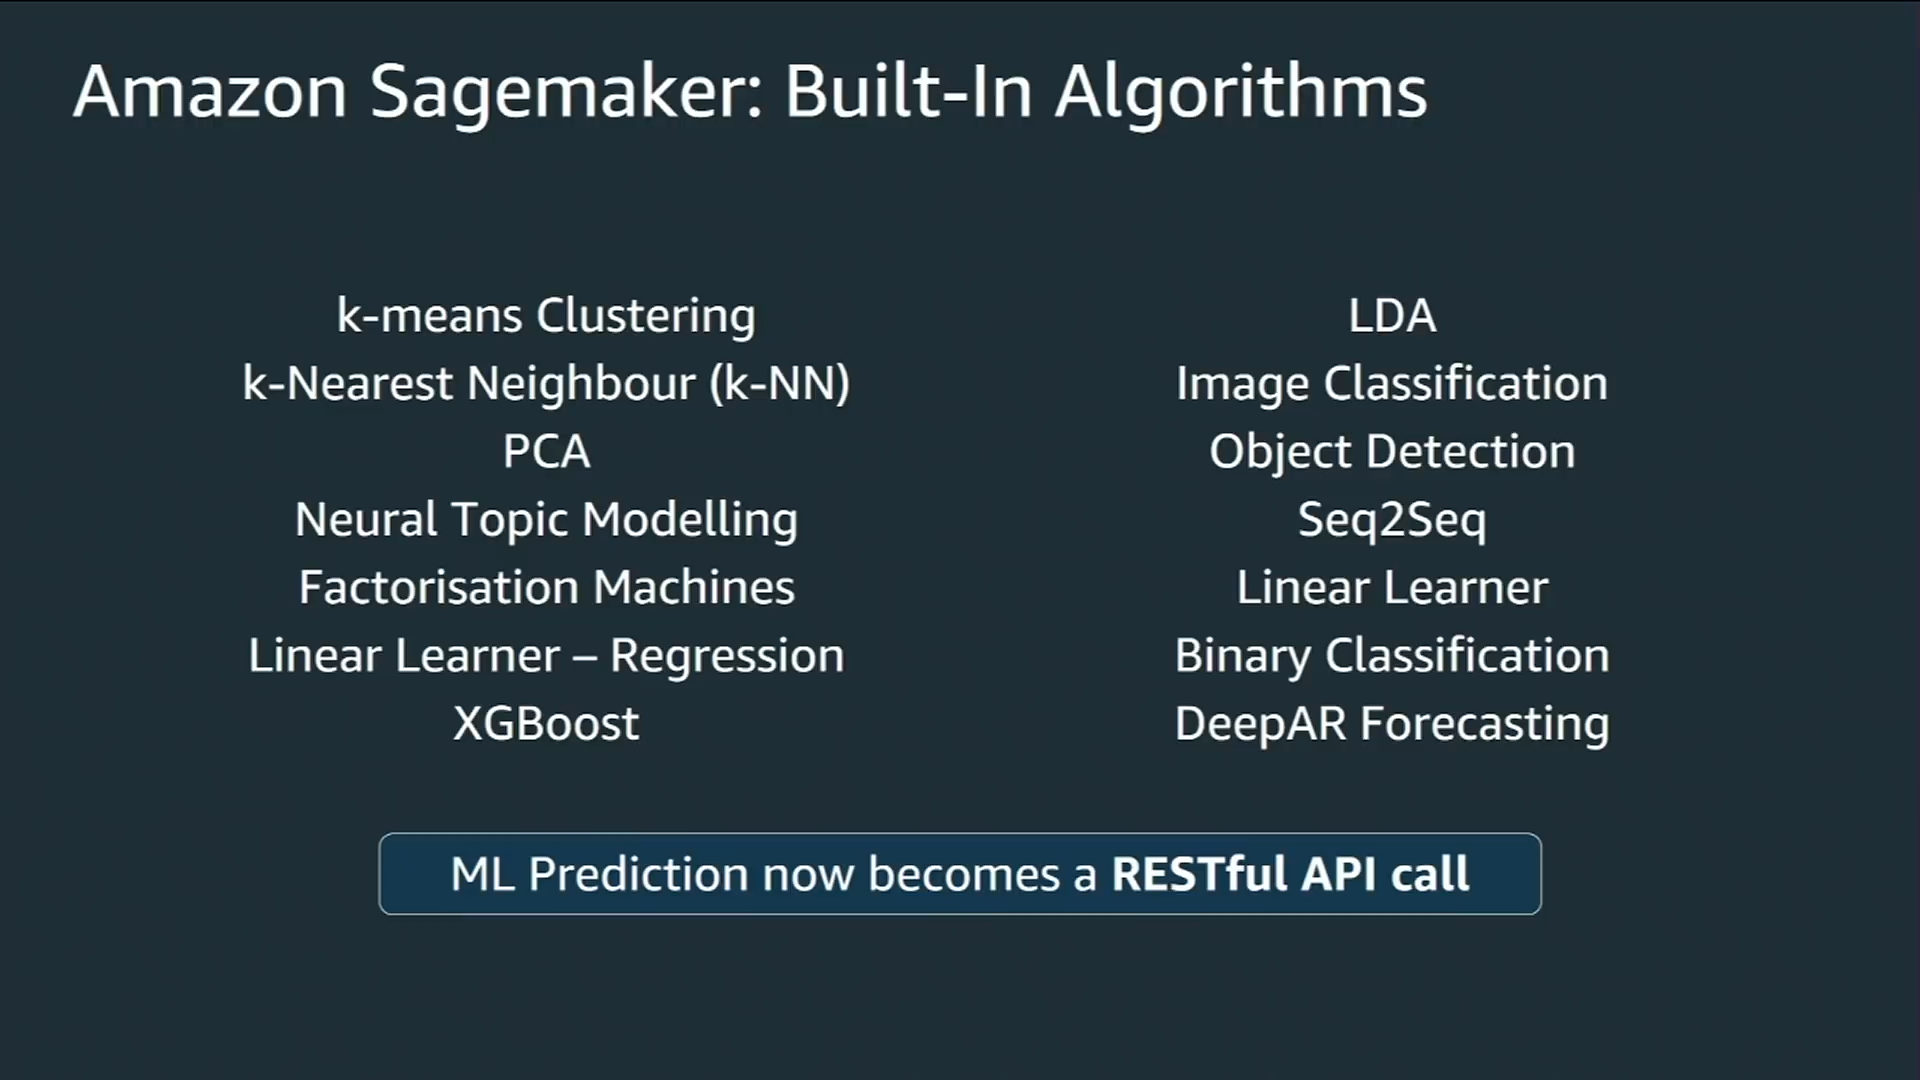 Amazon Sagemaker: Built-In Algorithms
k-means Clustering
k-Nearest Neighbour (k-NN)
PCA
Neural Topic Modelling
Factorisation Machines
Linear Learner – Regression
XGBoost
LDA
Image Classification
Object Detection
Seq2Seq
Linear Learner
Binary Classification
DeepAR Forecasting
ML Prediction now becomes a RESTful API call